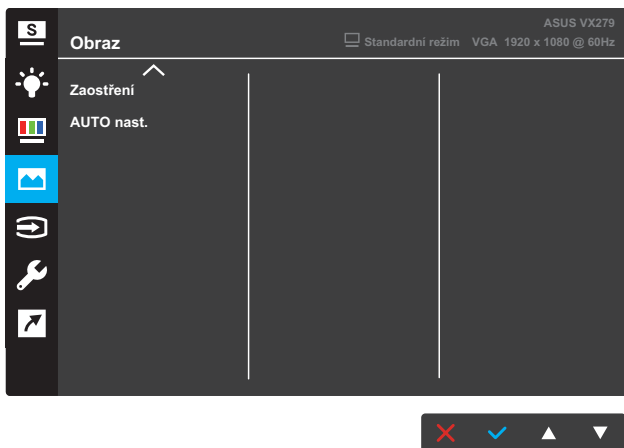 S
ASUS VX279
Obraz
Standardní režim VGA 1920 x 1080 @ 60Hz
Zaostření
AUTO nast.